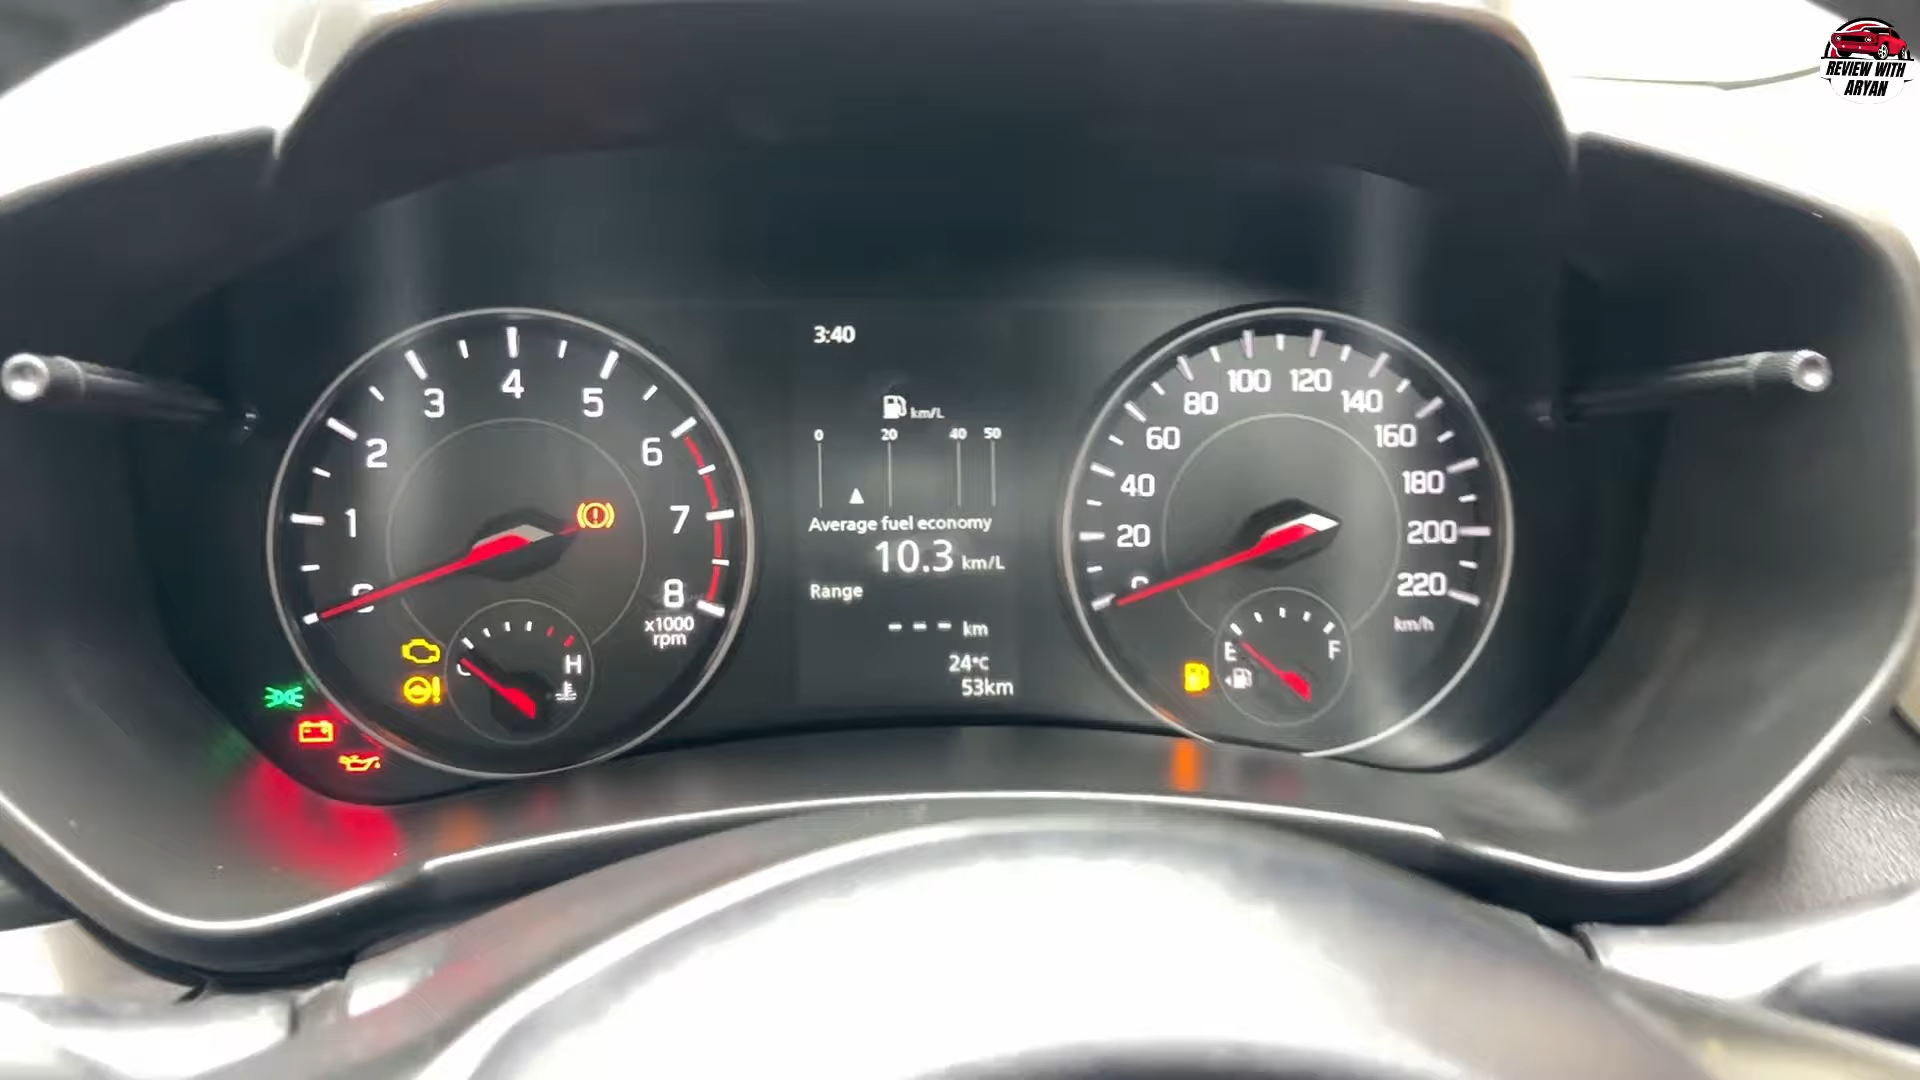 REVIEW WITH
ARYAN
3:40
km/L
0 20 40 50
Average fuel economy
10.3 km/L
Range
--- km
24°C
53km
0 1 2 3 4 5 6 7 8
x1000
rpm
C H
0 20 40 60 80 100 120 140 160 180 200 220
km/h
E F